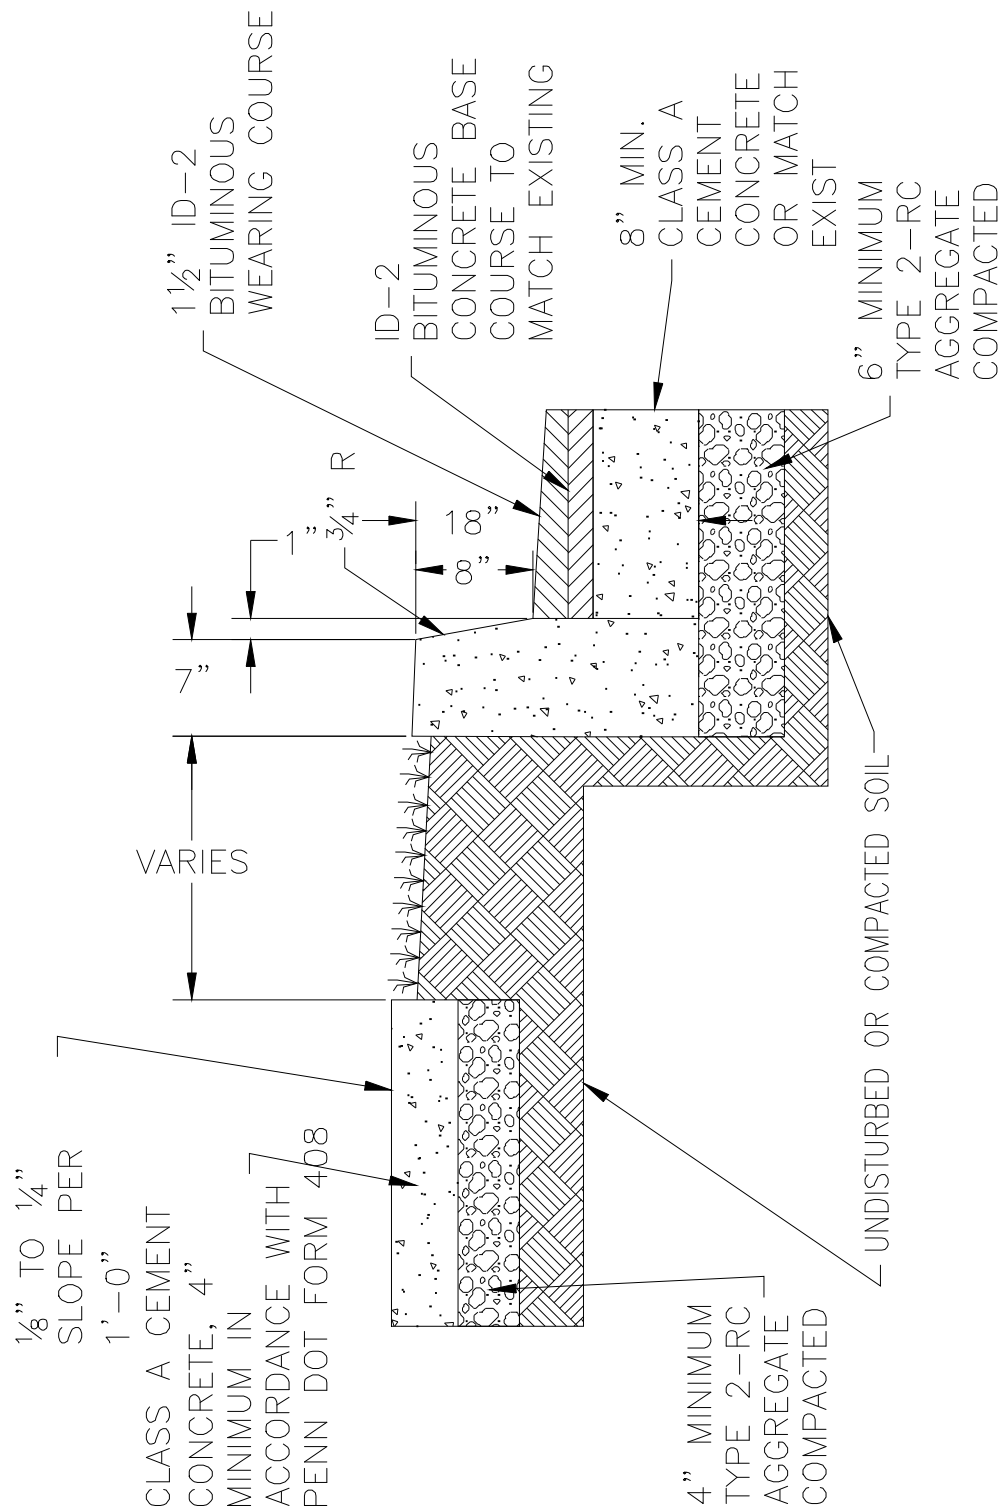 ⅛" TO ¼"
SLOPE PER
1'-0"
CLASS A CEMENT
CONCRETE, 4"
MINIMUM IN
ACCORDANCE WITH
PENN DOT FORM 408
4" MINIMUM
TYPE 2-RC
AGGREGATE
COMPACTED
VARIES
7"
1"
¾" R
18"
8"
1½" ID-2
BITUMINOUS
WEARING COURSE
ID-2
BITUMINOUS
CONCRETE BASE
COURSE TO
MATCH EXISTING
8" MIN.
CLASS A
CEMENT
CONCRETE
OR MATCH
EXIST
6" MINIMUM
TYPE 2-RC
AGGREGATE
COMPACTED
UNDISTURBED OR COMPACTED SOIL